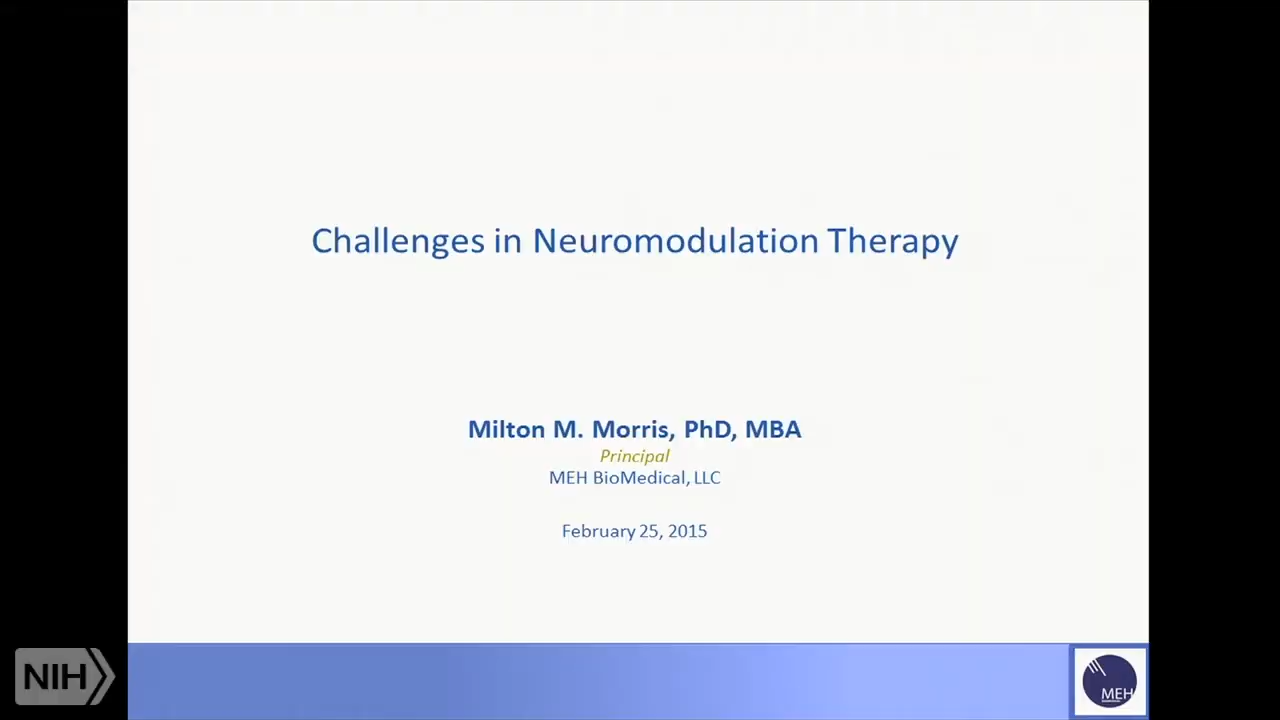 Challenges in Neuromodulation Therapy
Milton M. Morris, PhD, MBA
Principal
MEH BioMedical, LLC
February 25, 2015
NIH
MEH